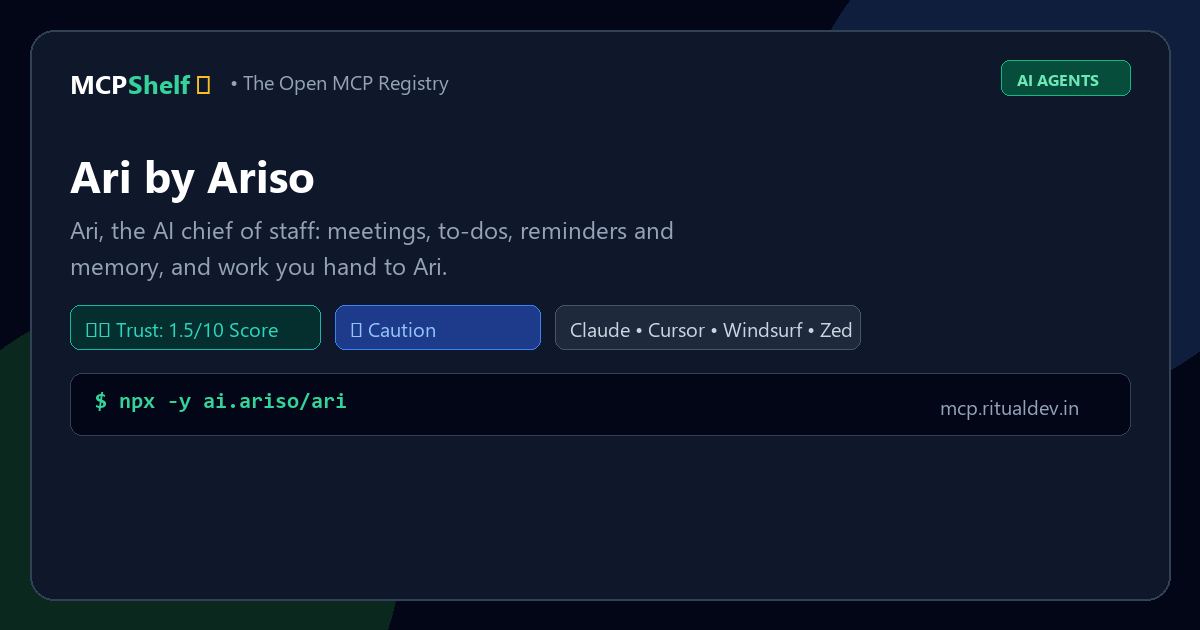 MCPShelf • The Open MCP Registry
AI AGENTS
Ari by Ariso
Ari, the AI chief of staff: meetings, to-dos, reminders and
memory, and work you hand to Ari.
Trust: 1.5/10 Score
Caution
Claude • Cursor • Windsurf • Zed
$ npx -y ai.ariso/ari
mcp.ritualdev.in